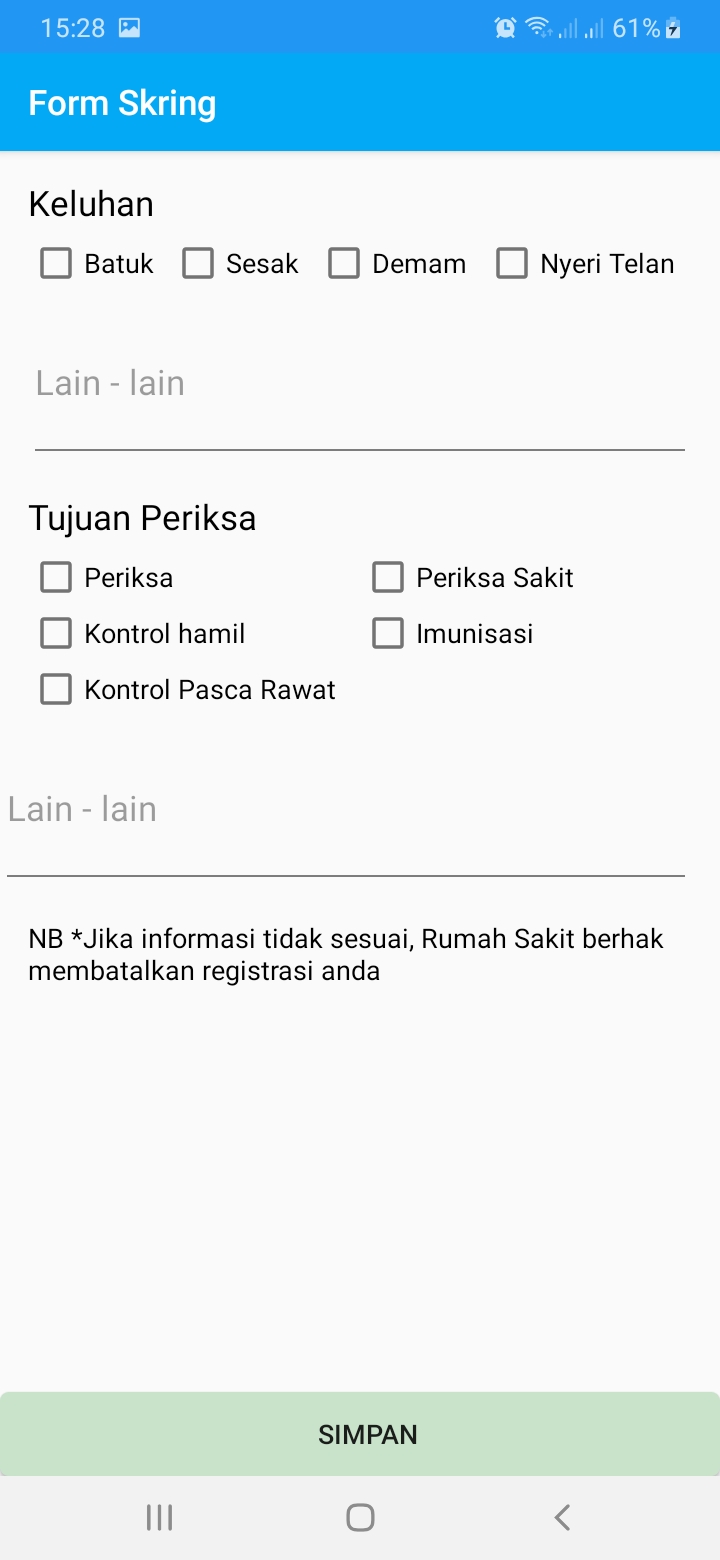 15:28 61%
Form Skring
Keluhan
Batuk Sesak Demam Nyeri Telan
Lain - lain
Tujuan Periksa
Periksa Periksa Sakit
Kontrol hamil Imunisasi
Kontrol Pasca Rawat
Lain - lain
NB *Jika informasi tidak sesuai, Rumah Sakit berhak
membatalkan registrasi anda
SIMPAN